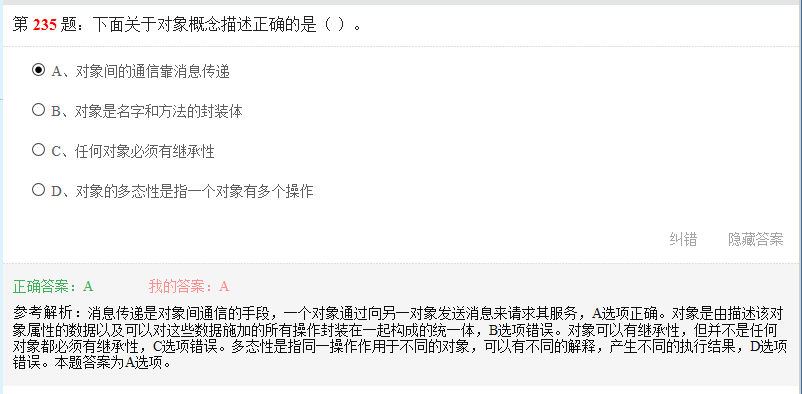 第 235 题：下面关于对象概念描述正确的是（ ）。
A、对象间的通信靠消息传递
B、对象是名字和方法的封装体
C、任何对象必须有继承性
D、对象的多态性是指一个对象有多个操作
纠错 隐藏答案
正确答案：A 我的答案：A
参考解析：消息传递是对象间通信的手段，一个对象通过向另一对象发送消息来请求其服务，A选项正确。对象是由描述该对
象属性的数据以及可以对这些数据施加的所有操作封装在一起构成的统一体，B选项错误。对象可以有继承性，但并不是任何
对象都必须有继承性，C选项错误。多态性是指同一操作作用于不同的对象，可以有不同的解释，产生不同的执行结果，D选项
错误。本题答案为A选项。